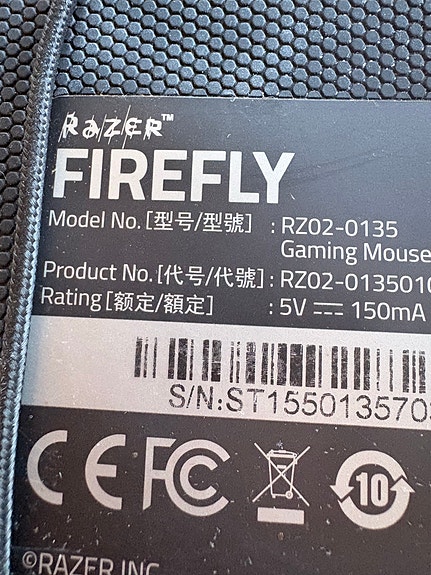 RAZER™
FIREFLY
Model No. [型号/型號] : RZ02-0135
Gaming Mouse
Product No. [代号/代號] : RZ02-0135010
Rating [额定/額定] : 5V ⎓ 150mA
S/N:ST155013570
CE FC 10
©RAZER INC